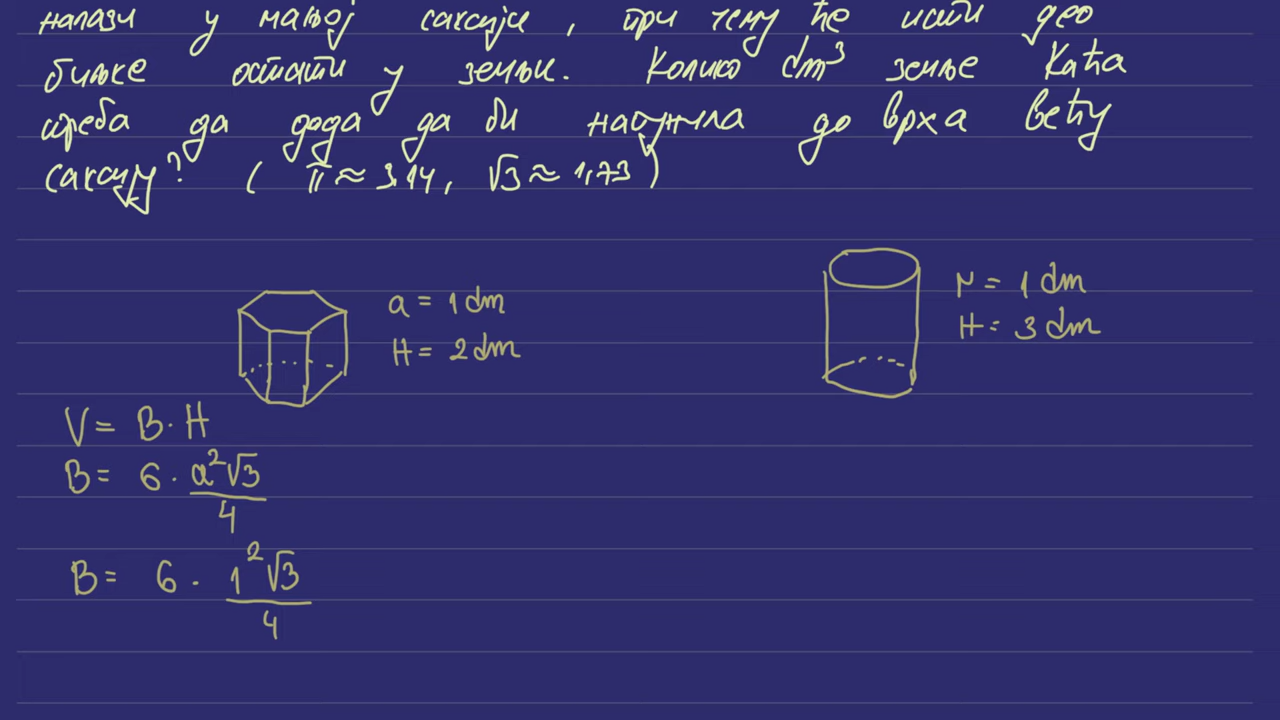 налази у мањој саксији, при чему ће исти део
биљке остати у земљи. Колико dm³ земље Каћа
треба да дода да би напунила до врха већу
саксију? (π ≈ 3,14, √3 ≈ 1,73)
a = 1 dm
H = 2 dm
r = 1 dm
H = 3 dm
V = B · H
B = 6 · a²√3/4
B = 6 · 1²√3/4